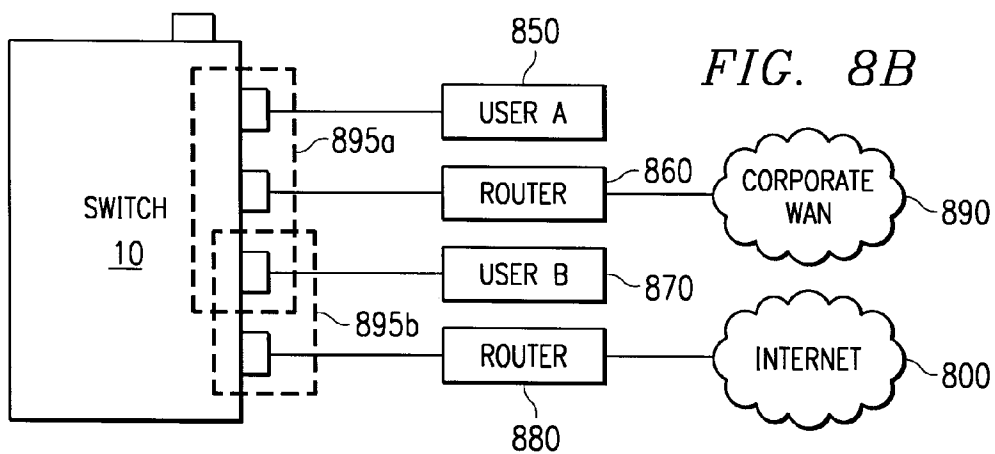 850
FIG. 8B
USER A
895a
860
ROUTER
CORPORATE
WAN
890
SWITCH
10
USER B
870
895b
ROUTER
INTERNET
800
880